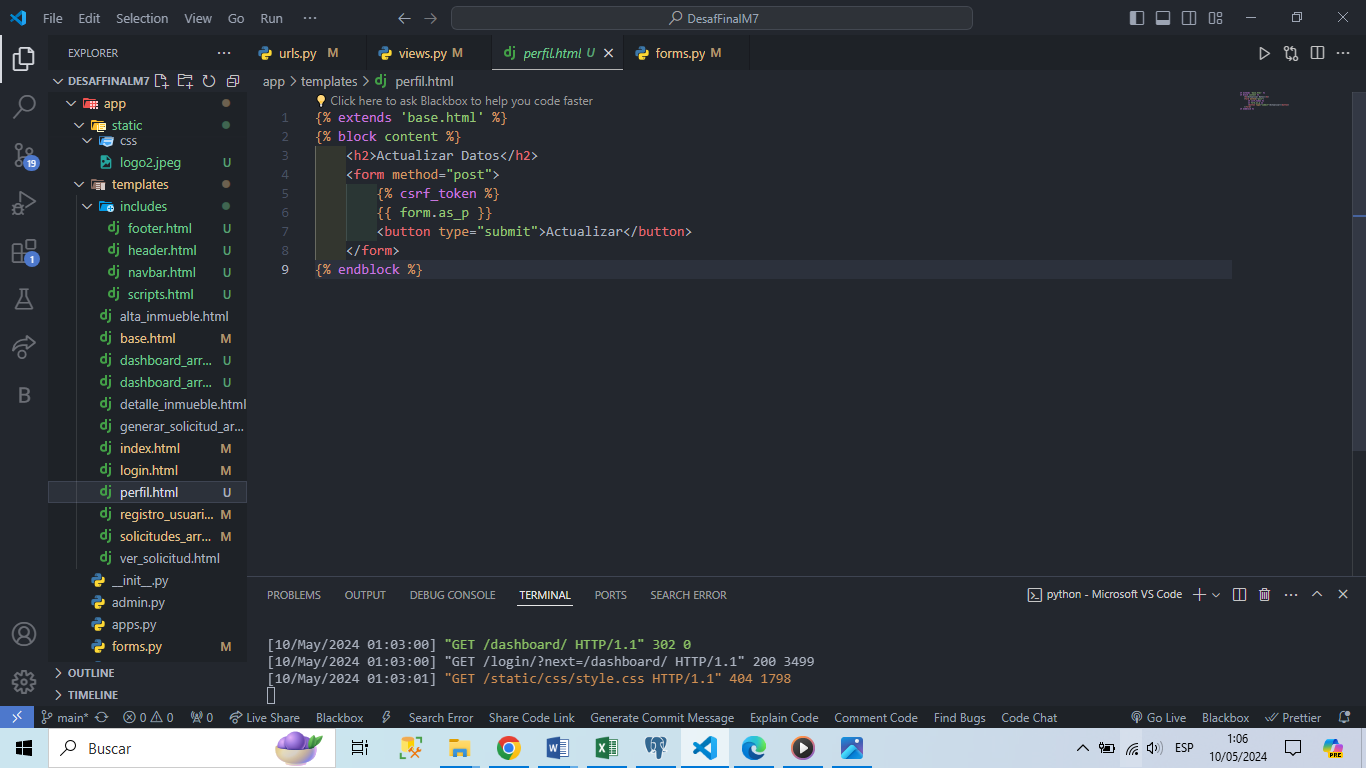 File Edit Selection View Go Run ··· DesafFinalM7
EXPLORER ···
DESAFFINALM7
app
static
css
logo2.jpeg U
templates
includes
footer.html U
header.html U
navbar.html U
scripts.html U
alta_inmueble.html
base.html M
dashboard_arr... U
dashboard_arr... U
detalle_inmueble.html
generar_solicitud_ar...
index.html M
login.html M
perfil.html U
registro_usuari... M
solicitudes_arr... M
ver_solicitud.html
__init__.py
admin.py
apps.py
forms.py M
OUTLINE
TIMELINE
19
1
B
urls.py M views.py M perfil.html U forms.py M
app > templates > perfil.html
Click here to ask Blackbox to help you code faster
1 {% extends 'base.html' %}
2 {% block content %}
3 <h2>Actualizar Datos</h2>
4 <form method="post">
5 {% csrf_token %}
6 {{ form.as_p }}
7 <button type="submit">Actualizar</button>
8 </form>
9 {% endblock %}
PROBLEMS OUTPUT DEBUG CONSOLE TERMINAL PORTS SEARCH ERROR python - Microsoft VS Code
[10/May/2024 01:03:00] "GET /dashboard/ HTTP/1.1" 302 0
[10/May/2024 01:03:00] "GET /login/?next=/dashboard/ HTTP/1.1" 200 3499
[10/May/2024 01:03:01] "GET /static/css/style.css HTTP/1.1" 404 1798
main* 0 0 0 Live Share Blackbox Search Error Share Code Link Generate Commit Message Explain Code Comment Code Find Bugs Code Chat Go Live Blackbox Prettier
Buscar ESP 1:06
10/05/2024
PRE